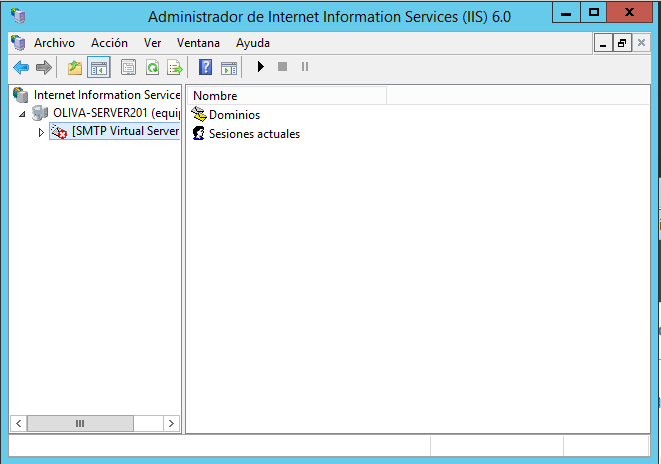 Administrador de Internet Information Services (IIS) 6.0
Archivo Acción Ver Ventana Ayuda
Internet Information Service
OLIVA-SERVER201 (equip
[SMTP Virtual Server
Nombre
Dominios
Sesiones actuales